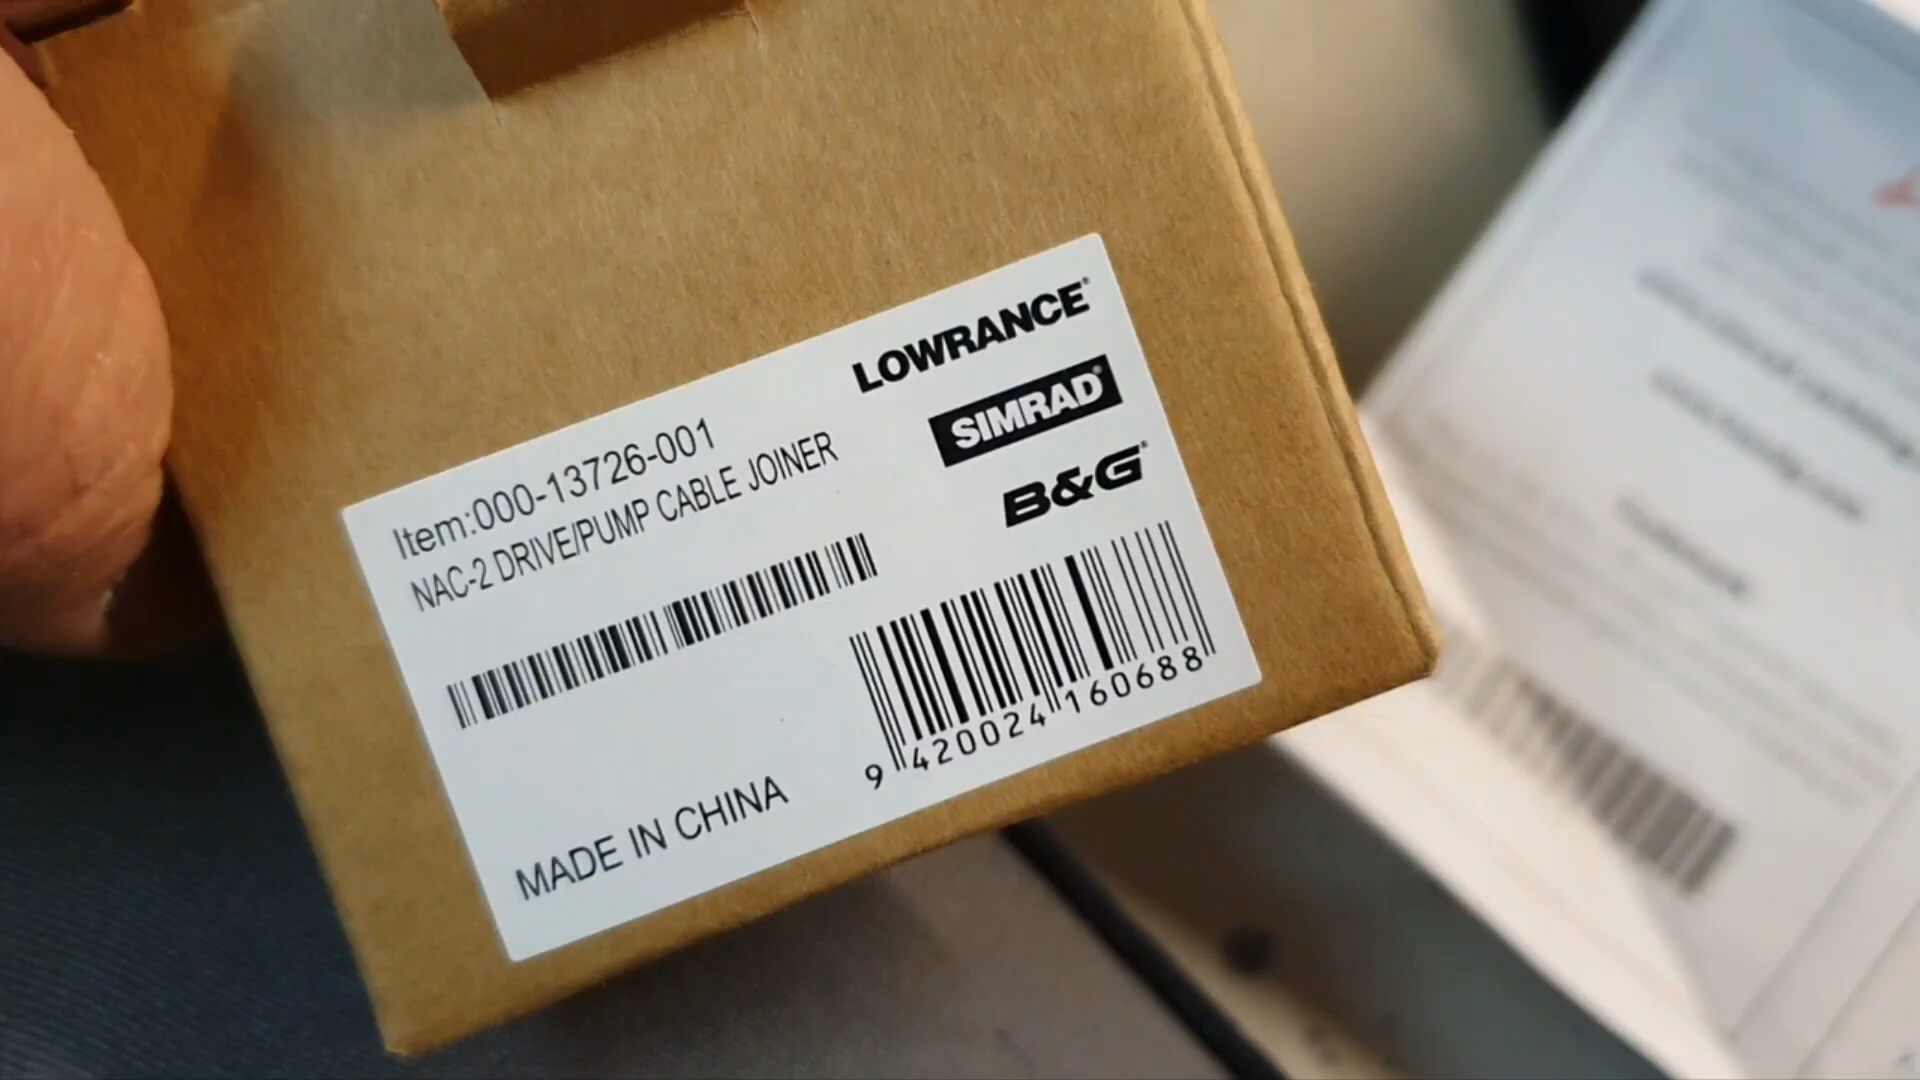 LOWRANCE®
SIMRAD®
B&G®
Item:000-13726-001
NAC-2 DRIVE/PUMP CABLE JOINER
9 420024 160688
MADE IN CHINA